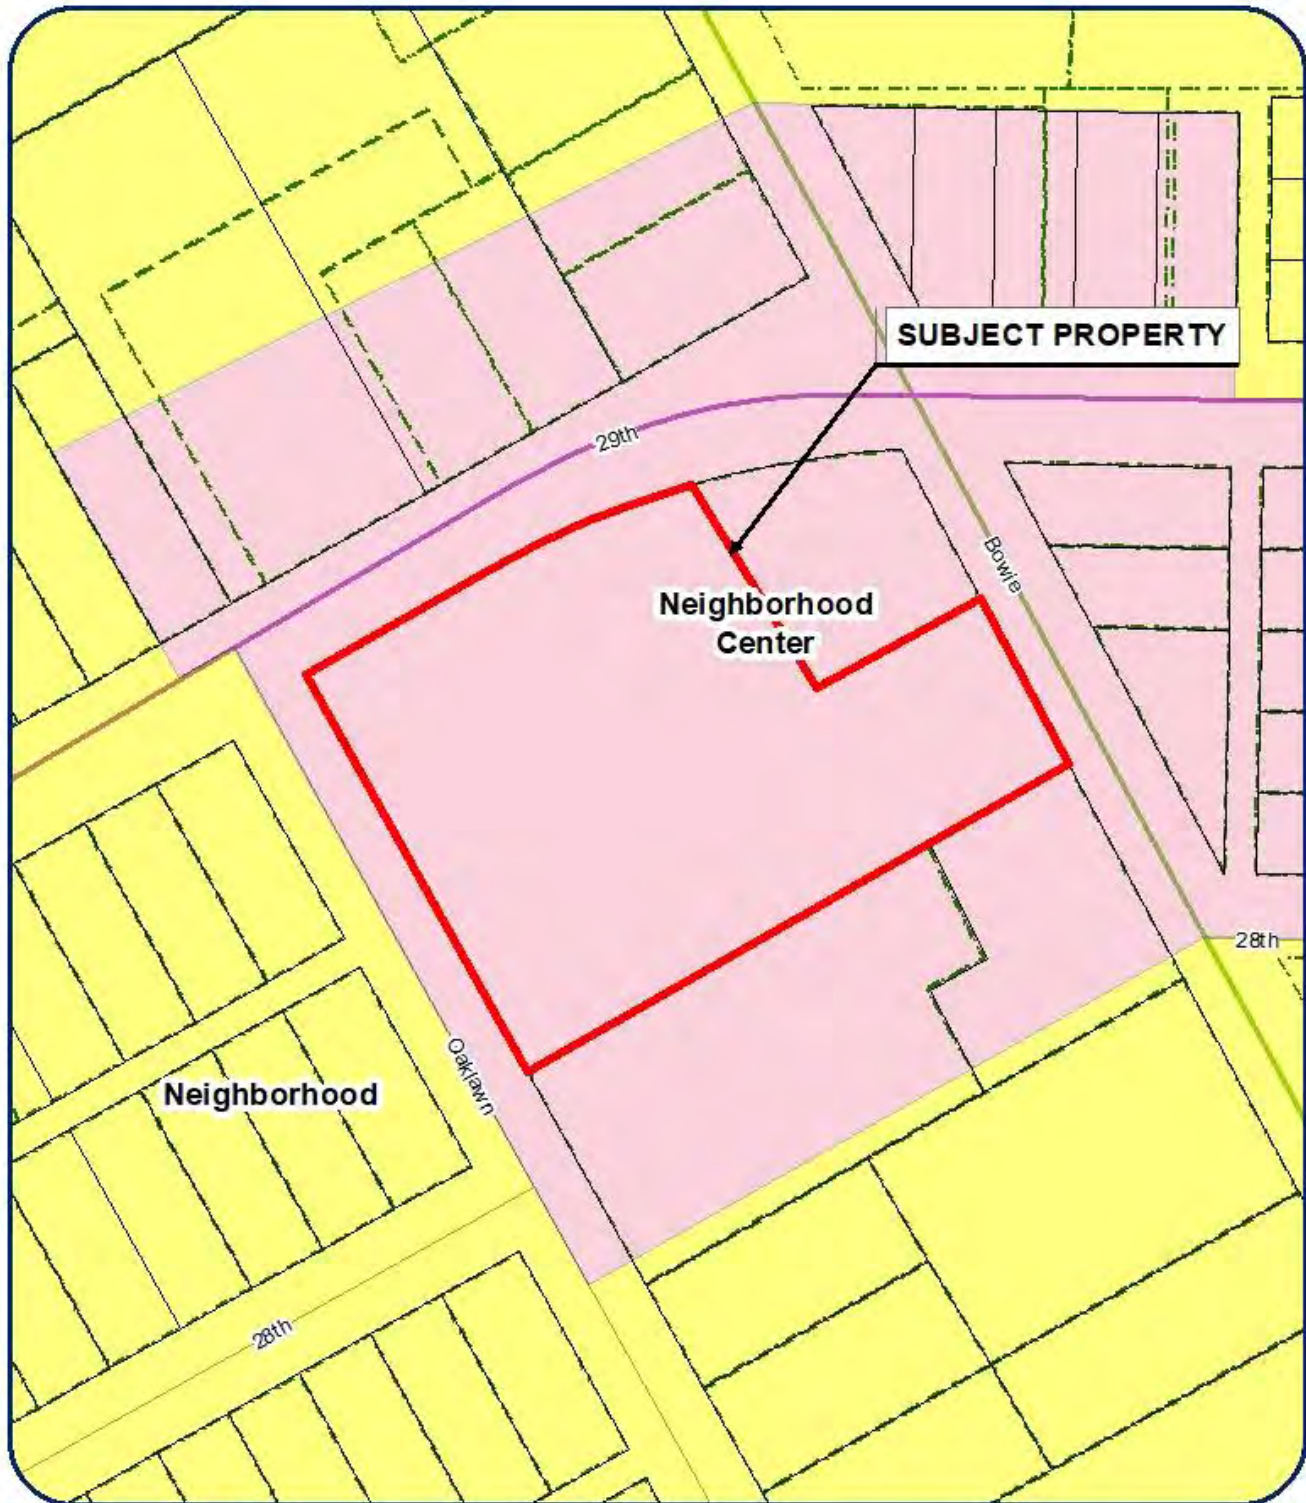 SUBJECT PROPERTY
29th
Bowie
Neighborhood
Center
28th
Oaklawn
Neighborhood
28th